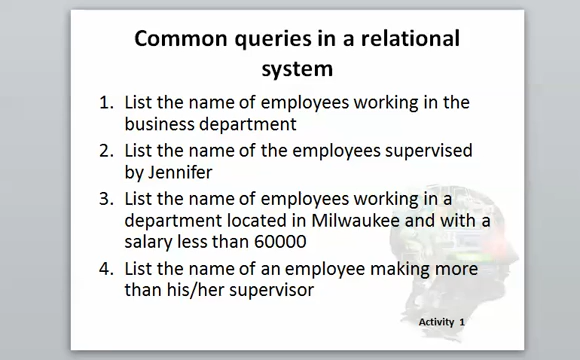 Common queries in a relational
system
1. List the name of employees working in the
business department
2. List the name of the employees supervised
by Jennifer
3. List the name of employees working in a
department located in Milwaukee and with a
salary less than 60000
4. List the name of an employee making more
than his/her supervisor
Activity 1